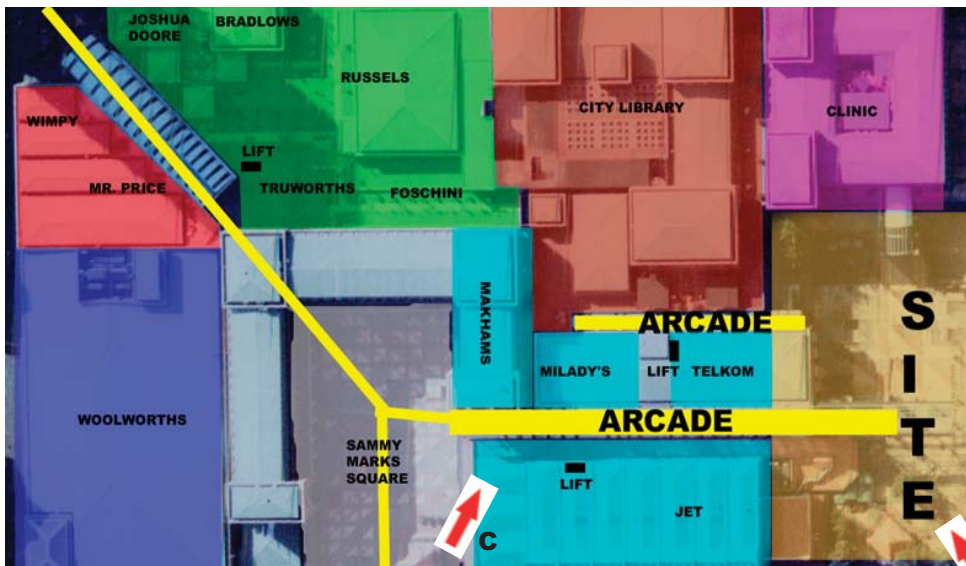 JOSHUA
DOORE
BRADLOWS
RUSSELS
CITY LIBRARY
CLINIC
WIMPY
LIFT
MR. PRICE
TRUWORTHS
FOSCHINI
MAKHAMS
ARCADE
MILADY'S
LIFT
TELKOM
WOOLWORTHS
ARCADE
SAMMY
MARKS
SQUARE
LIFT
JET
C
SITE